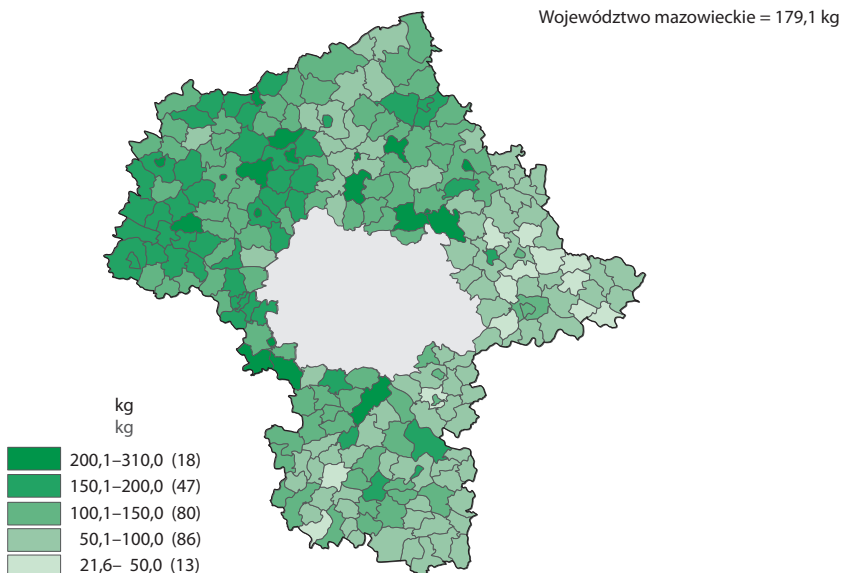 Województwo mazowieckie = 179,1 kg
kg
kg
200,1–310,0 (18)
150,1–200,0 (47)
100,1–150,0 (80)
50,1–100,0 (86)
21,6– 50,0 (13)